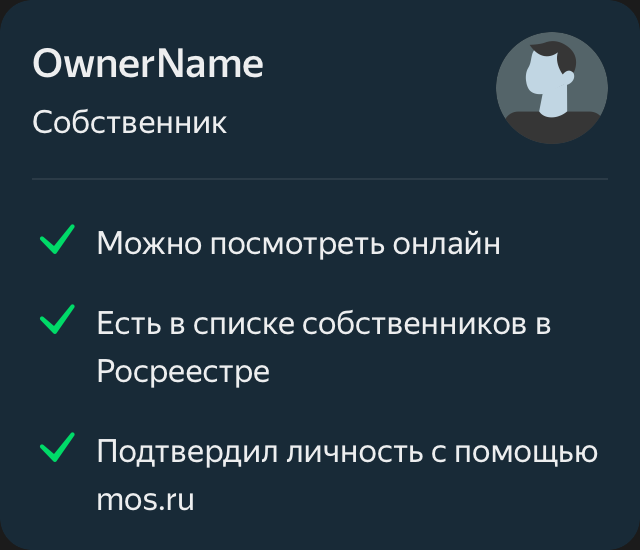 OwnerName
Собственник
Можно посмотреть онлайн
Есть в списке собственников в
Росреестре
Подтвердил личность с помощью
mos.ru